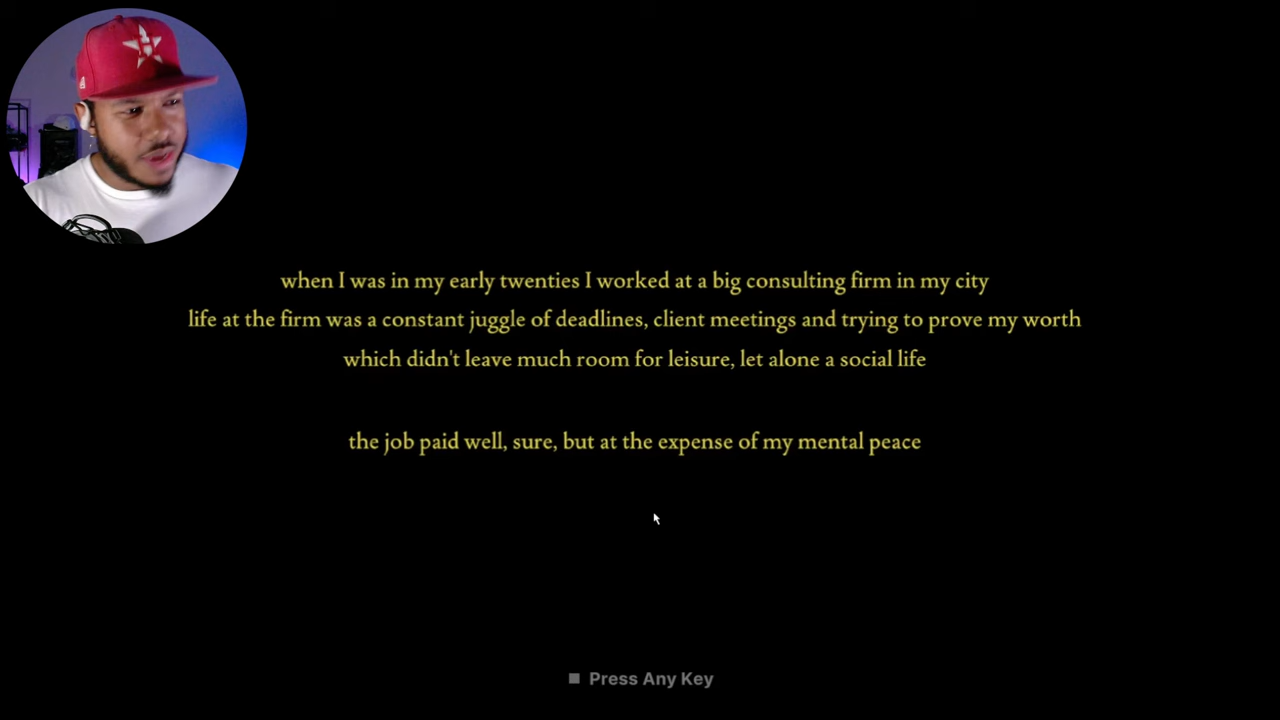 when I was in my early twenties I worked at a big consulting firm in my city
life at the firm was a constant juggle of deadlines, client meetings and trying to prove my worth
which didn't leave much room for leisure, let alone a social life
the job paid well, sure, but at the expense of my mental peace
Press Any Key